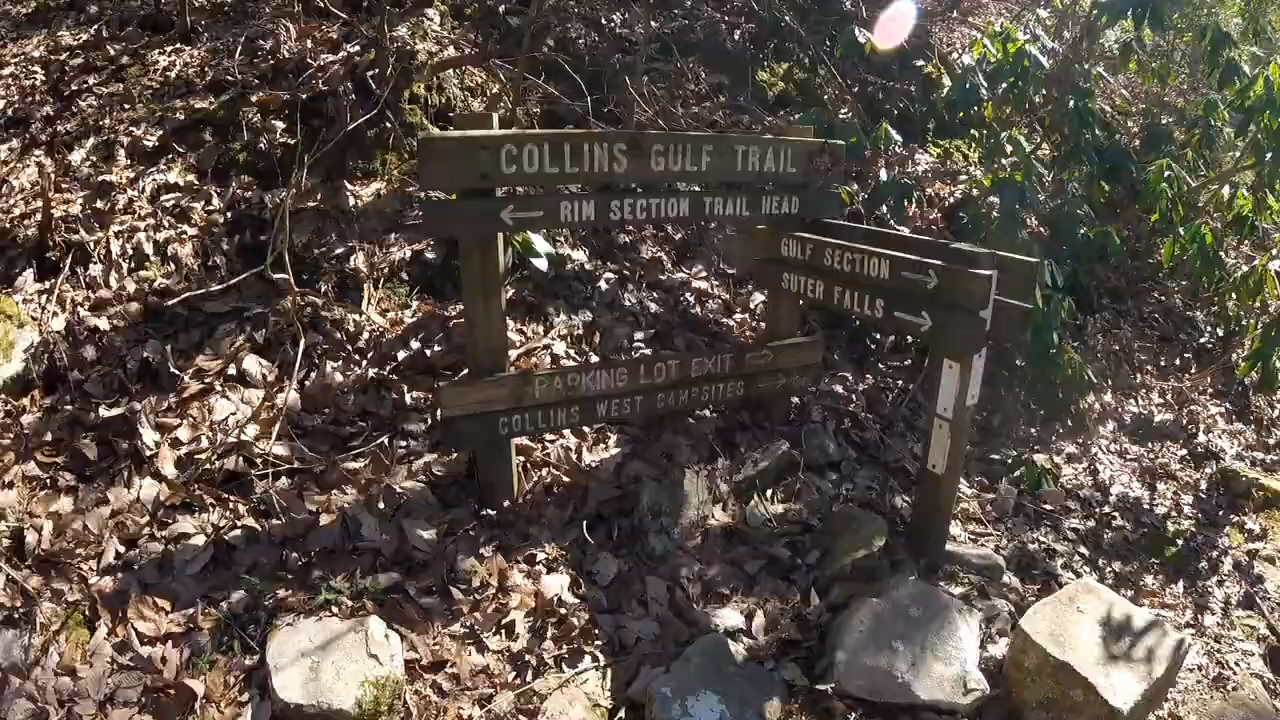 COLLINS GULF TRAIL
← RIM SECTION TRAIL HEAD
GULF SECTION →
SUTER FALLS →
PARKING LOT EXIT →
COLLINS WEST CAMPSITES →